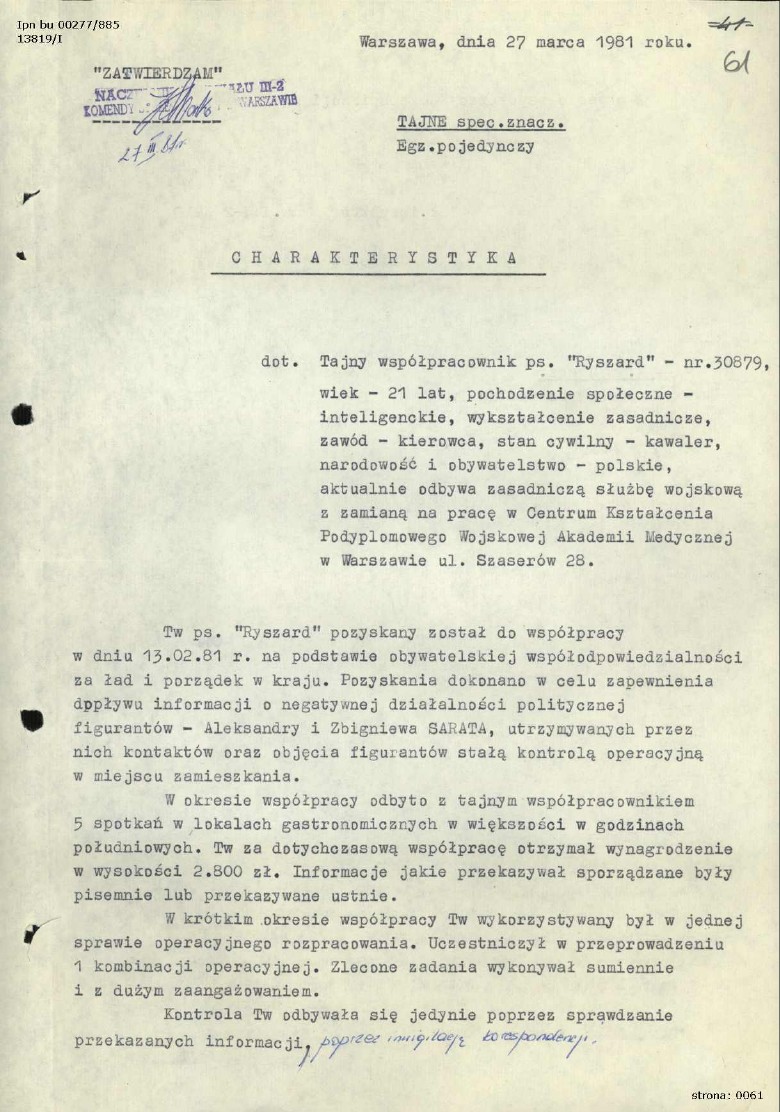 Ipn bu 00277/885
13819/I
Warszawa, dnia 27 marca 1981 roku.
41
61
"ZATWIERDZAM"
NACZ AŁU III-2
KOMENDY WARSZAWIE
27 III 81r
TAJNE spec.znacz.
Egz.pojedynczy
CHARAKTERYSTYKA
dot. Tajny współpracownik ps. "Ryszard" - nr.30879,
wiek - 21 lat, pochodzenie społeczne -
inteligenckie, wykształcenie zasadnicze,
zawód - kierowca, stan cywilny - kawaler,
narodowość i obywatelstwo - polskie,
aktualnie odbywa zasadniczą służbę wojskową
z zamianą na pracę w Centrum Kształcenia
Podyplomowego Wojskowej Akademii Medycznej
w Warszawie ul. Szaserów 28.
Tw ps. "Ryszard" pozyskany został do współpracy
w dniu 13.02.81 r. na podstawie obywatelskiej współodpowiedzialności
za ład i porządek w kraju. Pozyskania dokonano w celu zapewnienia
dppływu informacji o negatywnej działalności politycznej
figurantów - Aleksandry i Zbigniewa SARATA, utrzymywanych przez
nich kontaktów oraz objęcia figurantów stałą kontrolą operacyjną
w miejscu zamieszkania.
W okresie współpracy odbyto z tajnym współpracownikiem
5 spotkań w lokalach gastronomicznych w większości w godzinach
południowych. Tw za dotychczasową współpracę otrzymał wynagrodzenie
w wysokości 2.800 zł. Informacje jakie przekazywał sporządzane były
pisemnie lub przekazywane ustnie.
W krótkim okresie współpracy Tw wykorzystywany był w jednej
sprawie operacyjnego rozpracowania. Uczestniczył w przeprowadzeniu
1 kombinacji operacyjnej. Zlecone zadania wykonywał sumiennie
i z dużym zaangażowaniem.
Kontrola Tw odbywała się jedynie poprzez sprawdzanie
przekazanych informacji, poprzez inwigilację korespondencji.
strona: 0061